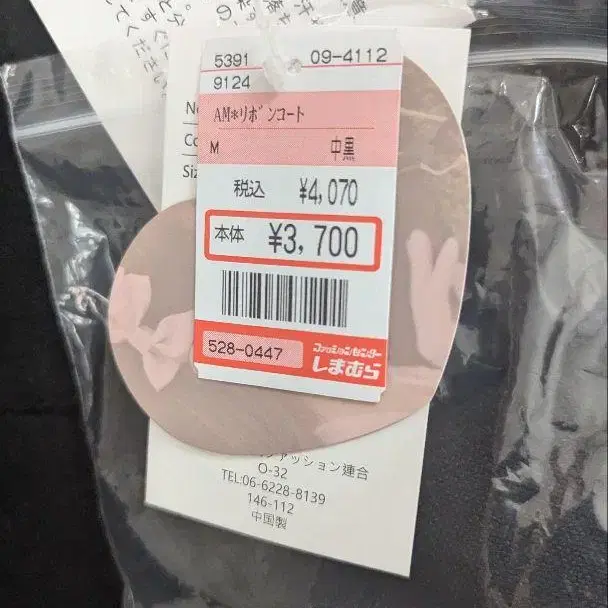 5391 09-4112
9124
AM*リボンコート
M 中黒
税込 ¥4,070
本体 ¥3,700
528-0447
ファッションセンター
しまむら
ファッション連合
O-32
TEL:06-6228-8139
146-112
中国製